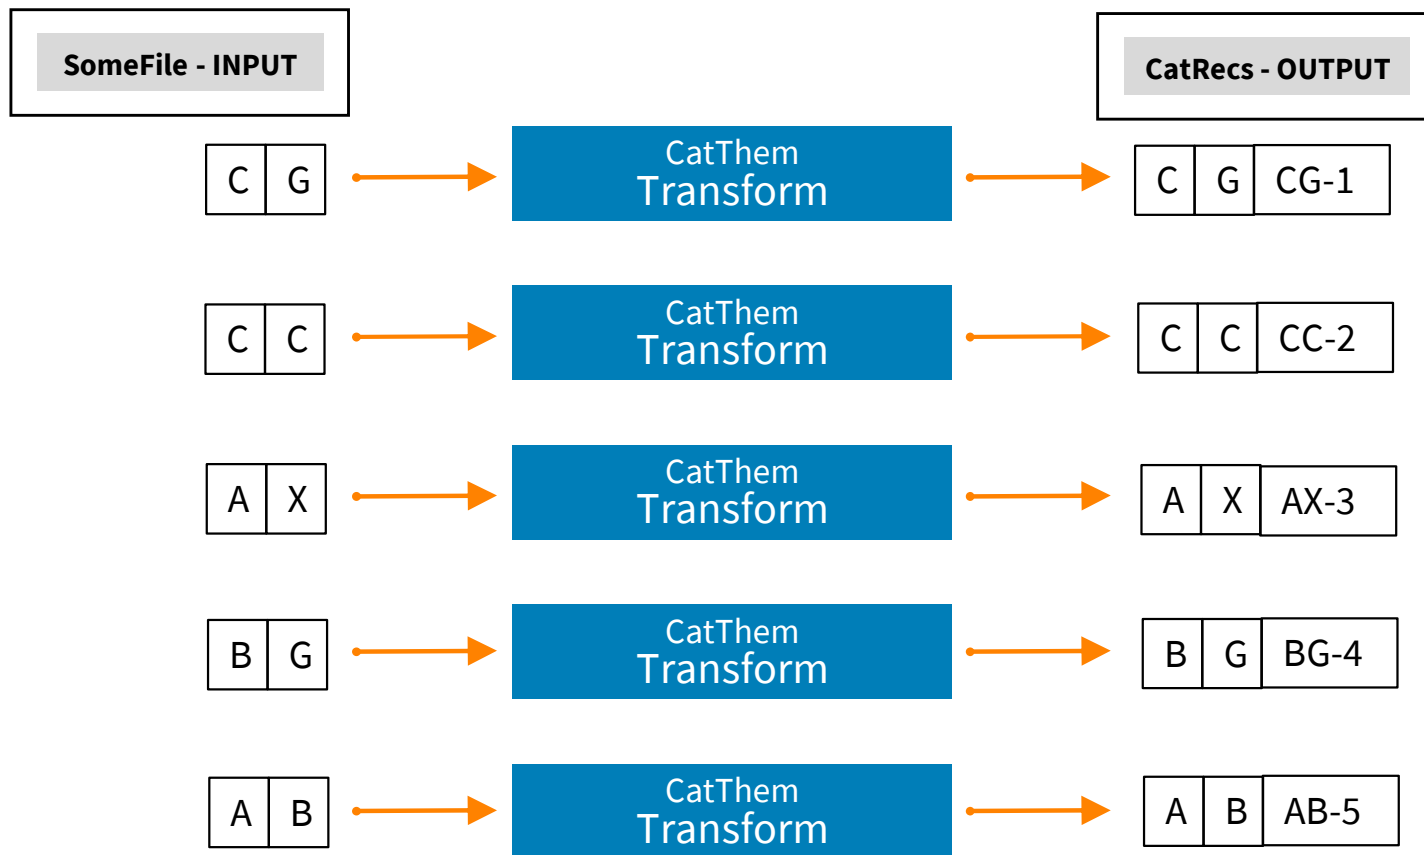 SomeFile - INPUT
CatRecs - OUTPUT
C G
CatThem
Transform
C G CG-1
C C
CatThem
Transform
C C CC-2
A X
CatThem
Transform
A X AX-3
B G
CatThem
Transform
B G BG-4
A B
CatThem
Transform
A B AB-5